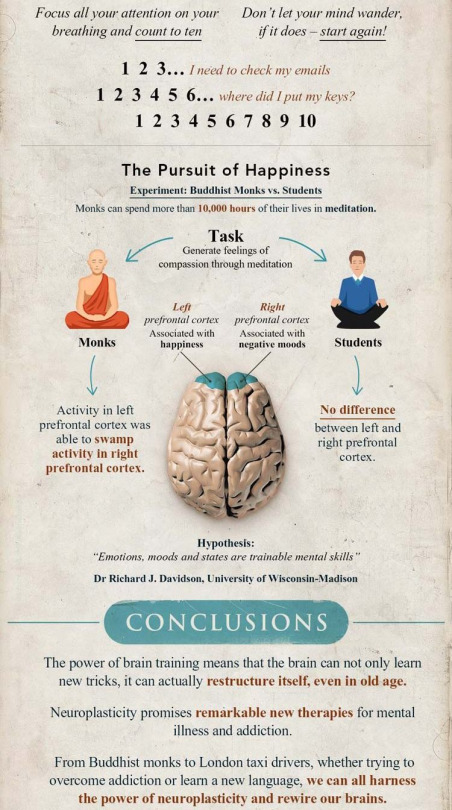 Focus all your attention on your
breathing and count to ten
Don't let your mind wander,
if it does – start again!
1 2 3... I need to check my emails
1 2 3 4 5 6... where did I put my keys?
1 2 3 4 5 6 7 8 9 10
The Pursuit of Happiness
Experiment: Buddhist Monks vs. Students
Monks can spend more than 10,000 hours of their lives in meditation.
Task
Generate feelings of
compassion through meditation
Monks
Left
prefrontal cortex
Associated with
happiness
Right
prefrontal cortex
Associated with
negative moods
Students
Activity in left
prefrontal cortex was
able to swamp
activity in right
prefrontal cortex.
No difference
between left and
right prefrontal
cortex.
Hypothesis:
"Emotions, moods and states are trainable mental skills"
Dr Richard J. Davidson, University of Wisconsin-Madison
CONCLUSIONS
The power of brain training means that the brain can not only learn
new tricks, it can actually restructure itself, even in old age.
Neuroplasticity promises remarkable new therapies for mental
illness and addiction.
From Buddhist monks to London taxi drivers, whether trying to
overcome addiction or learn a new language, we can all harness
the power of neuroplasticity and rewire our brains.